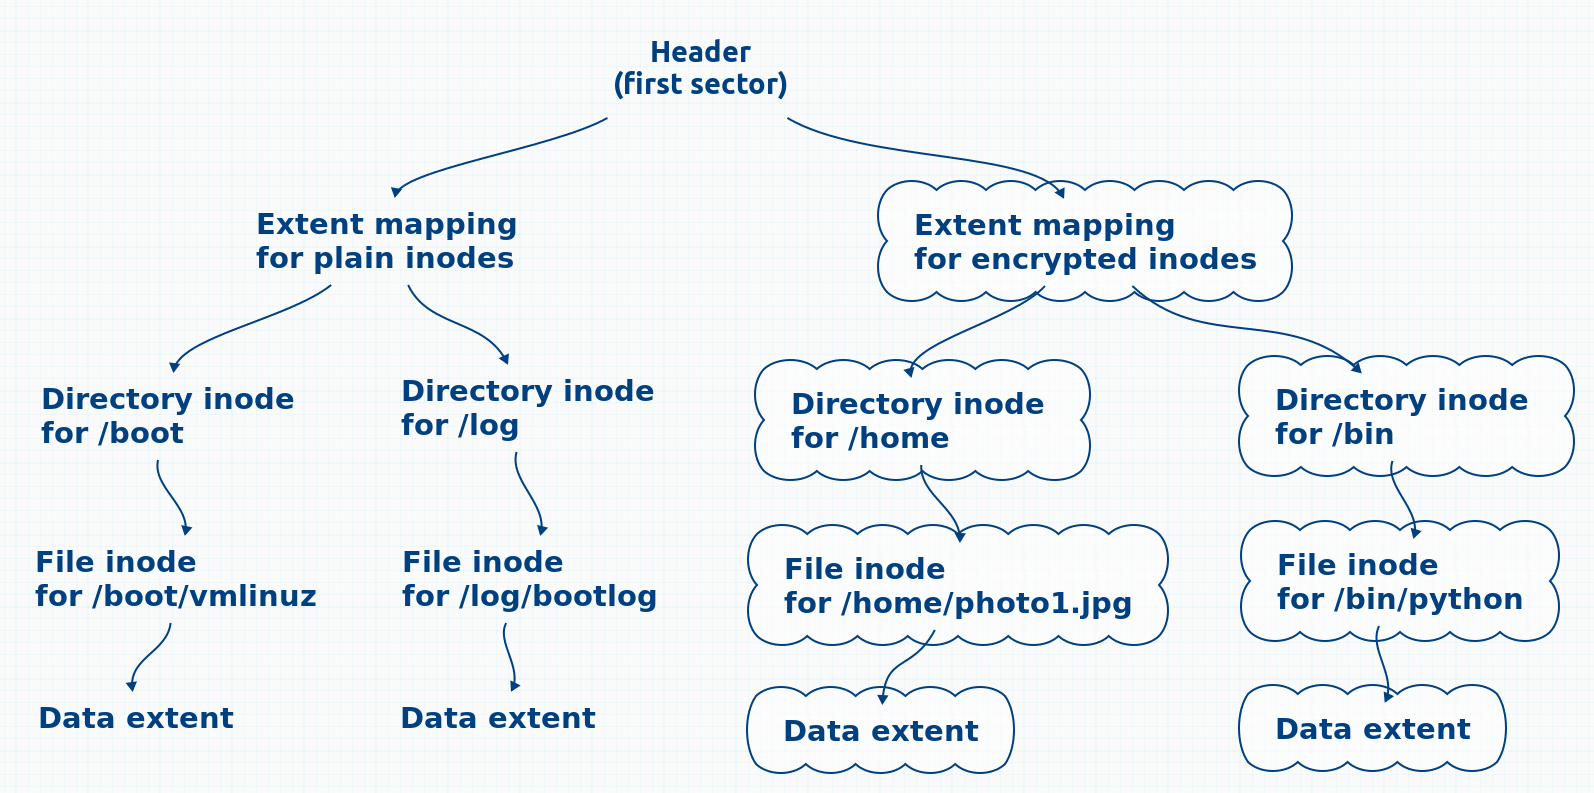 Header
(first sector)
Extent mapping
for plain inodes
Extent mapping
for encrypted inodes
Directory inode
for /boot
Directory inode
for /log
Directory inode
for /home
Directory inode
for /bin
File inode
for /boot/vmlinuz
File inode
for /log/bootlog
File inode
for /home/photo1.jpg
File inode
for /bin/python
Data extent
Data extent
Data extent
Data extent